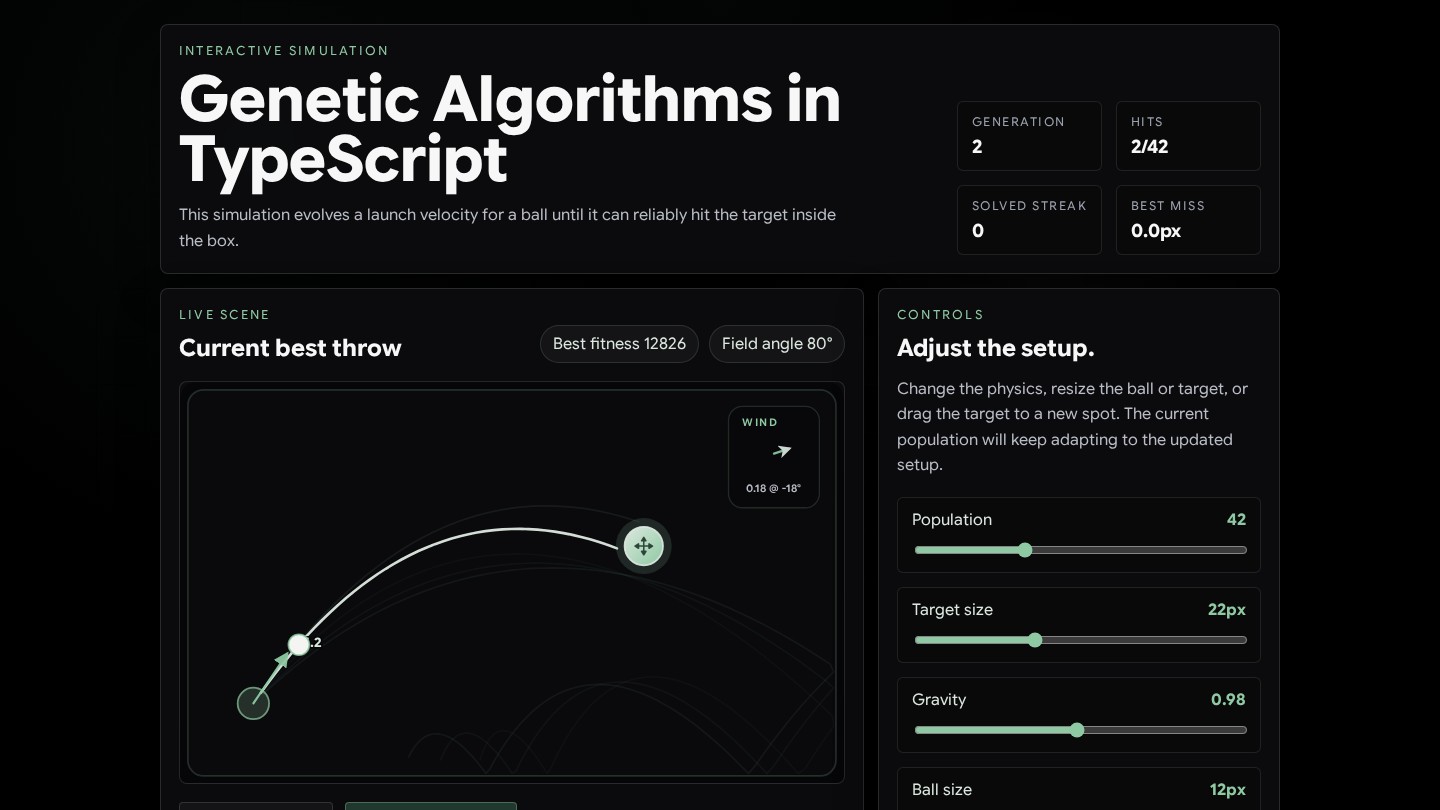 INTERACTIVE SIMULATION
Genetic Algorithms in
TypeScript
This simulation evolves a launch velocity for a ball until it can reliably hit the target inside
the box.
GENERATION
2
HITS
2/42
SOLVED STREAK
0
BEST MISS
0.0px
LIVE SCENE
Current best throw
Best fitness 12826
Field angle 80°
WIND
0.18 @ -18°
.2
CONTROLS
Adjust the setup.
Change the physics, resize the ball or target, or
drag the target to a new spot. The current
population will keep adapting to the updated
setup.
Population 42
Target size 22px
Gravity 0.98
Ball size 12px